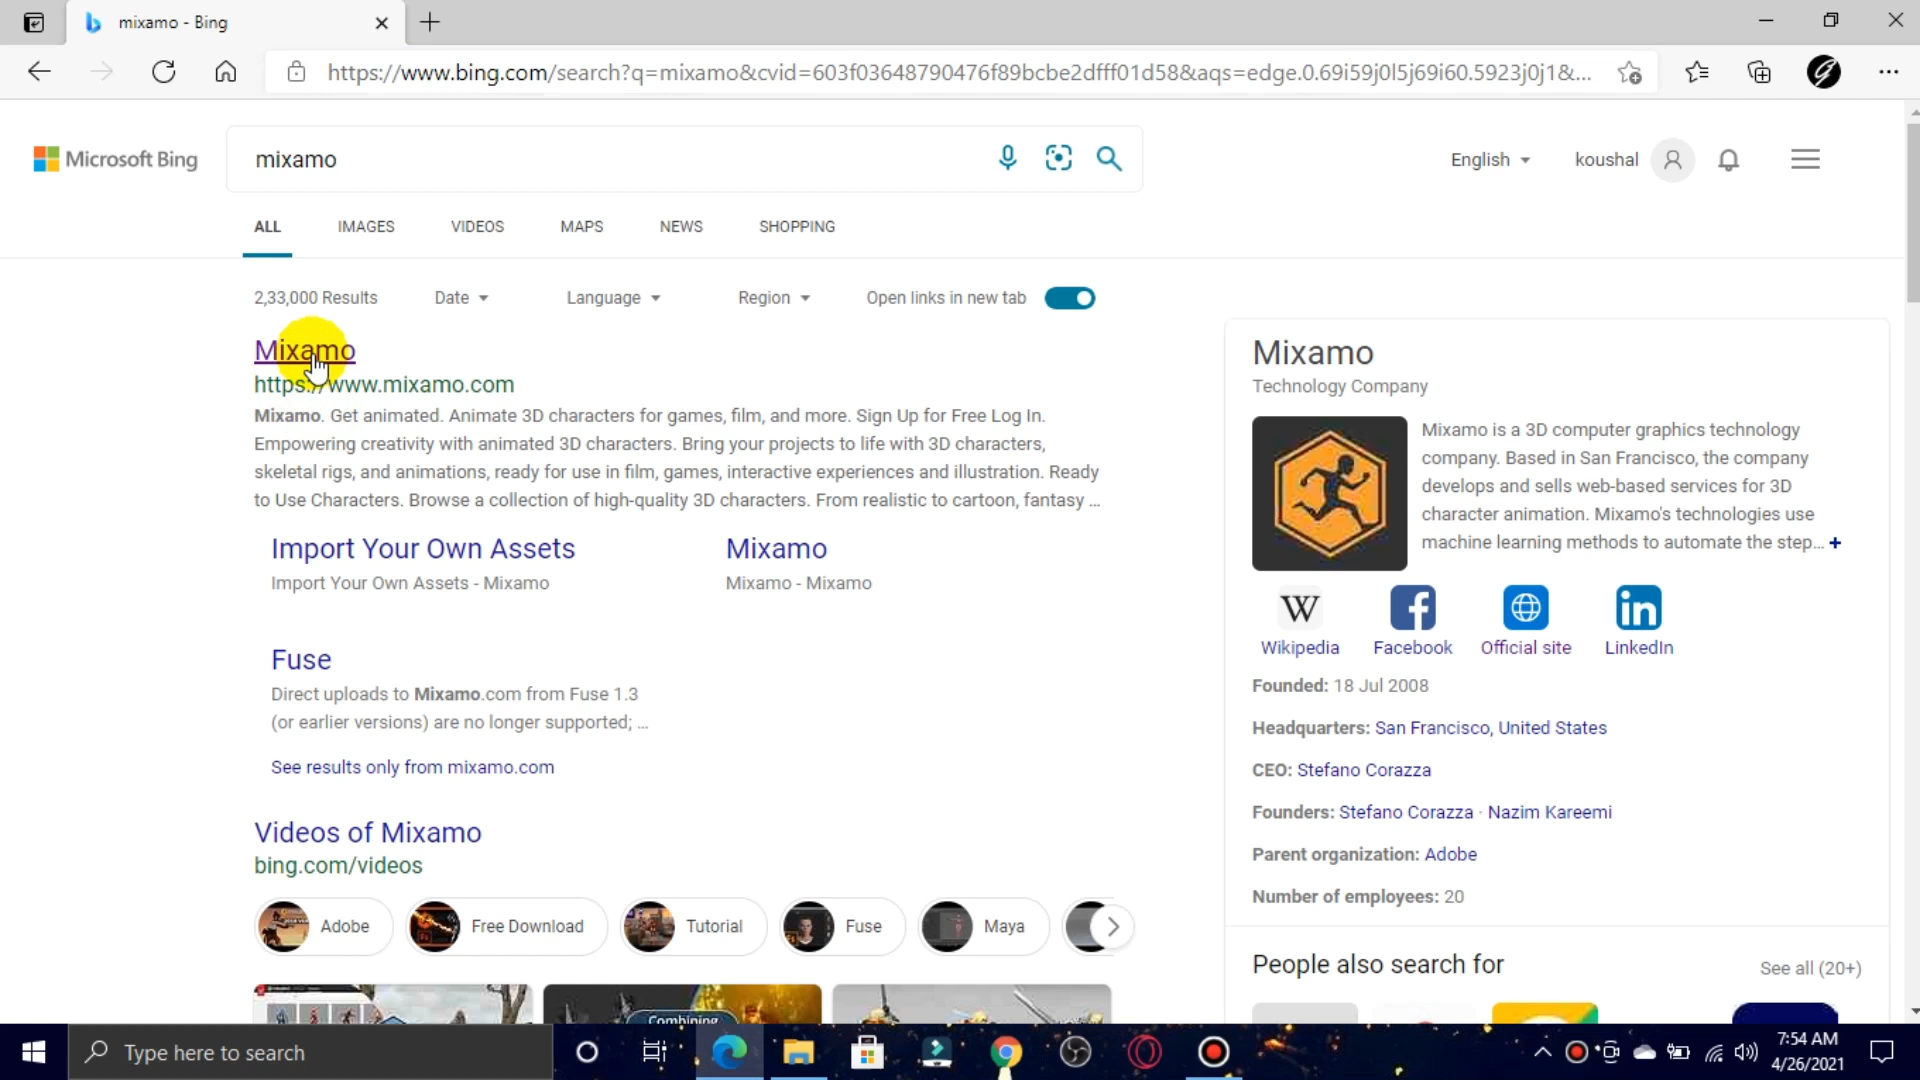 mixamo - Bing
https://www.bing.com/search?q=mixamo&cvid=603f03648790476f89bcbe2dfff01d58&aqs=edge.0.69i59j0l5j69i60.5923j0j1&...
Microsoft Bing
mixamo
English
koushal
ALL
IMAGES
VIDEOS
MAPS
NEWS
SHOPPING
2,33,000 Results
Date
Language
Region
Open links in new tab
Mixamo
https://www.mixamo.com
Mixamo. Get animated. Animate 3D characters for games, film, and more. Sign Up for Free Log In.
Empowering creativity with animated 3D characters. Bring your projects to life with 3D characters,
skeletal rigs, and animations, ready for use in film, games, interactive experiences and illustration. Ready
to Use Characters. Browse a collection of high-quality 3D characters. From realistic to cartoon, fantasy ...
Import Your Own Assets
Import Your Own Assets - Mixamo
Mixamo
Mixamo - Mixamo
Fuse
Direct uploads to Mixamo.com from Fuse 1.3
(or earlier versions) are no longer supported; ...
See results only from mixamo.com
Videos of Mixamo
bing.com/videos
Adobe
Free Download
Tutorial
Fuse
Maya
Combining
Mixamo
Technology Company
Mixamo is a 3D computer graphics technology
company. Based in San Francisco, the company
develops and sells web-based services for 3D
character animation. Mixamo's technologies use
machine learning methods to automate the step... +
W
Wikipedia
Facebook
Official site
in
LinkedIn
Founded: 18 Jul 2008
Headquarters: San Francisco, United States
CEO: Stefano Corazza
Founders: Stefano Corazza · Nazim Kareemi
Parent organization: Adobe
Number of employees: 20
People also search for
See all (20+)
Type here to search
7:54 AM
4/26/2021